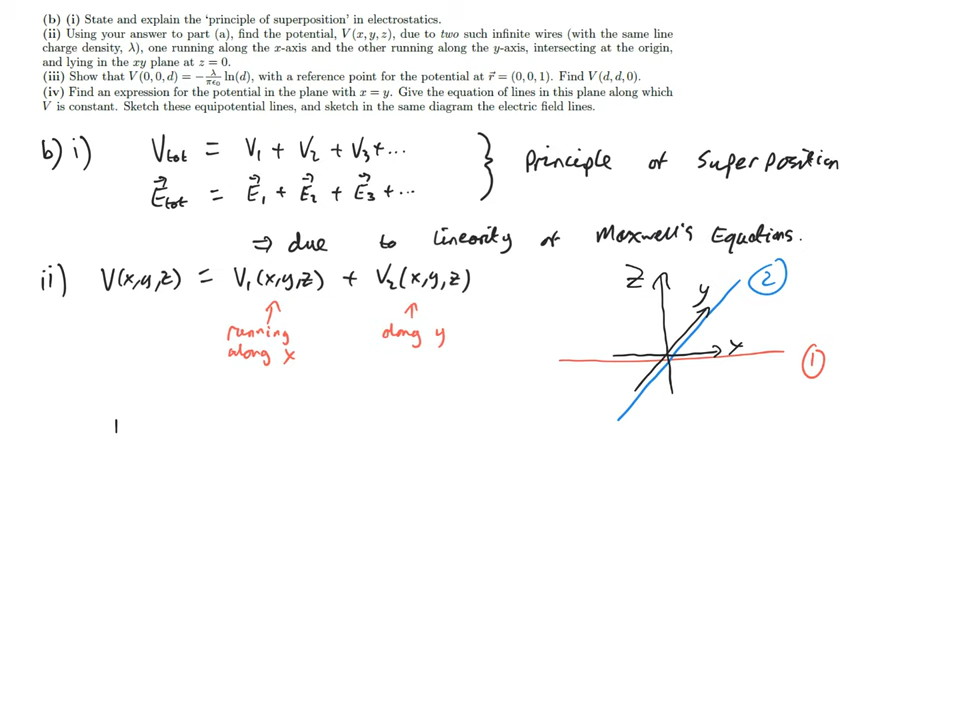 (b) (i) State and explain the ‘principle of superposition’ in electrostatics.
(ii) Using your answer to part (a), find the potential, V(x, y, z), due to two such infinite wires (with the same line
charge density, λ), one running along the x-axis and the other running along the y-axis, intersecting at the origin,
and lying in the xy plane at z = 0.
(iii) Show that V(0, 0, d) = −λ/πϵ₀ ln(d), with a reference point for the potential at r⃗ = (0, 0, 1). Find V(d, d, 0).
(iv) Find an expression for the potential in the plane with x = y. Give the equation of lines in this plane along which
V is constant. Sketch these equipotential lines, and sketch in the same diagram the electric field lines.
b) i) Vtot = V₁ + V₂ + V₃ + ...
E⃗tot = E⃗₁ + E⃗₂ + E⃗₃ + ...
} Principle of Superposition
⇒ due to linearity of Maxwell's Equations.
ii) V(x,y,z) = V₁(x,y,z) + V₂(x,y,z)
↑ ↑
running
along x
along y
z
y
x
②
①